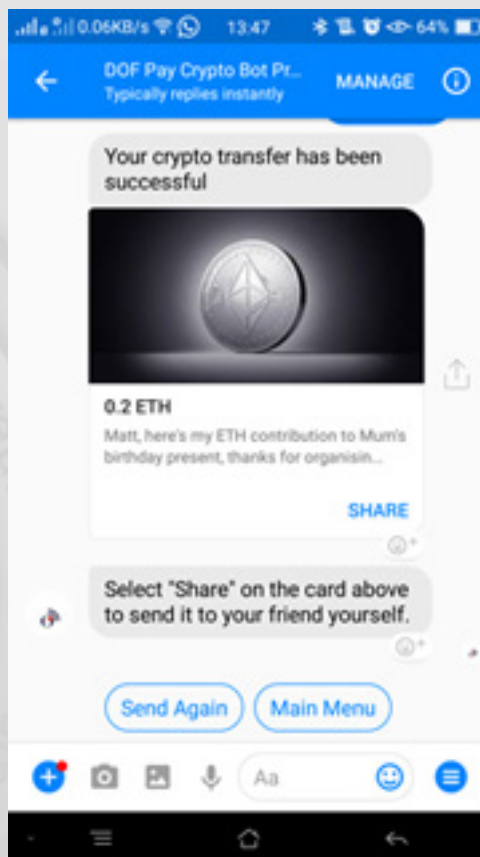 0.06KB/s 13:47 64%
DOF Pay Crypto Bot Pr...
Typically replies instantly
MANAGE
Your crypto transfer has been
successful
0.2 ETH
Matt, here's my ETH contribution to Mum's
birthday present, thanks for organisin...
SHARE
Select "Share" on the card above
to send it to your friend yourself.
Send Again
Main Menu
Aa